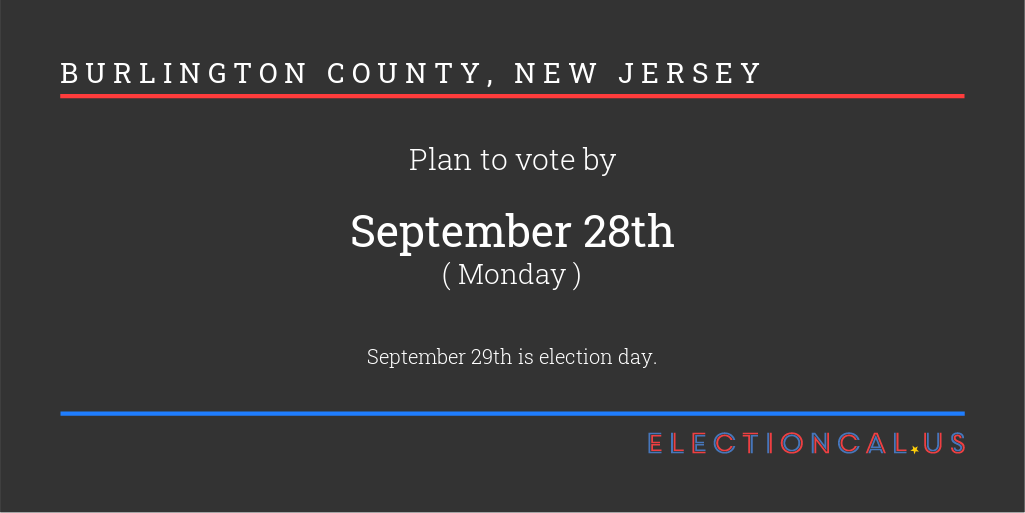 BURLINGTON COUNTY, NEW JERSEY
Plan to vote by
September 28th
( Monday )
September 29th is election day.
ELECTIONCAL.US